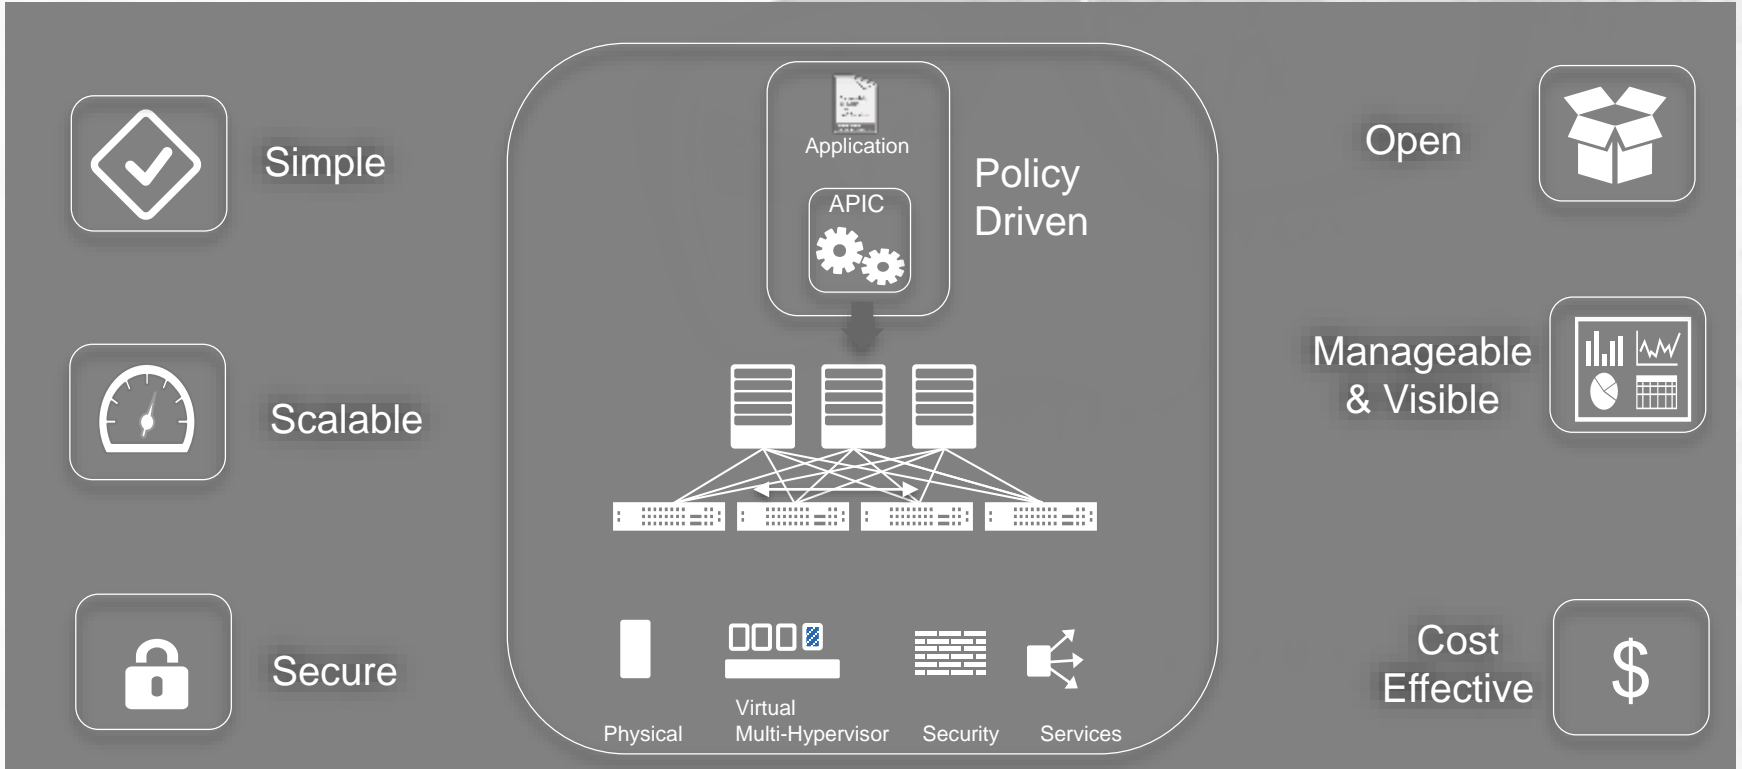 Simple
Scalable
Secure
Application
APIC
Policy
Driven
Physical
Virtual
Multi-Hypervisor
Security
Services
Open
Manageable
& Visible
Cost
Effective
$